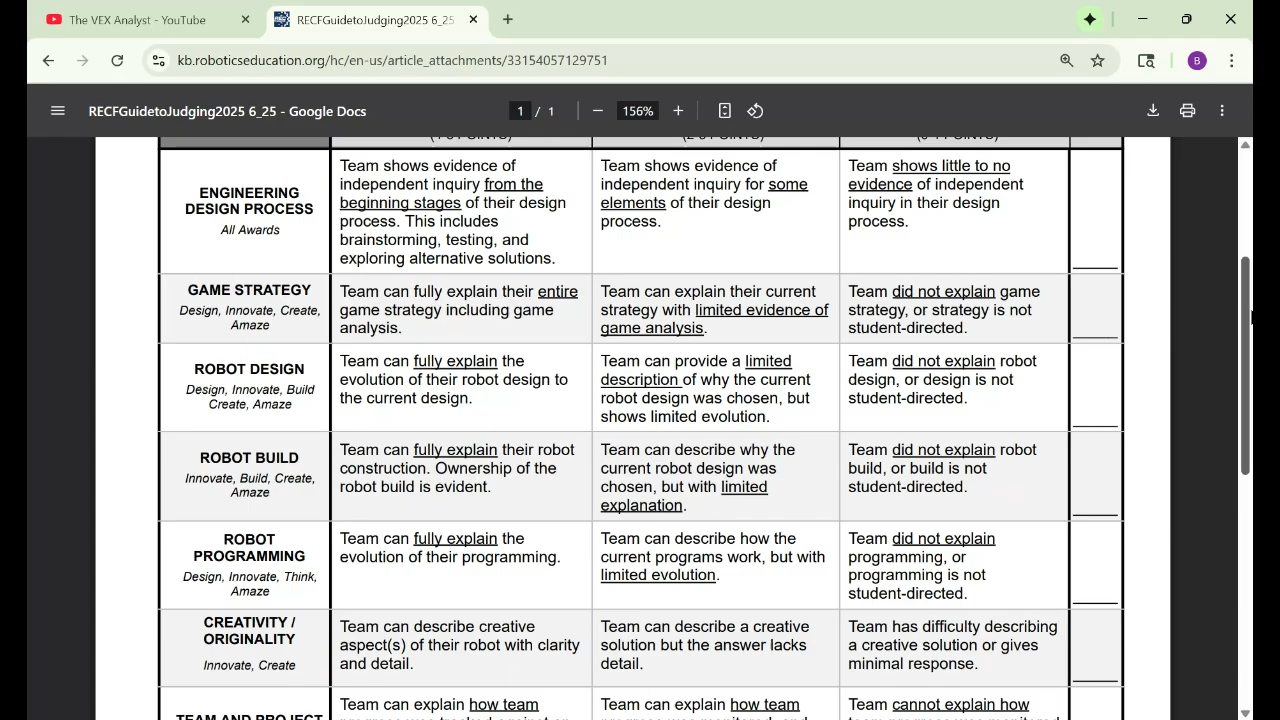 The VEX Analyst - YouTube
RECFGuidetoJudging2025 6_25
kb.roboticseducation.org/hc/en-us/article_attachments/33154057129751
B
RECFGuidetoJudging2025 6_25 - Google Docs
1 / 1
156%
ENGINEERING
DESIGN PROCESS
All Awards
Team shows evidence of
independent inquiry from the
beginning stages of their design
process. This includes
brainstorming, testing, and
exploring alternative solutions.
Team shows evidence of
independent inquiry for some
elements of their design
process.
Team shows little to no
evidence of independent
inquiry in their design
process.
GAME STRATEGY
Design, Innovate, Create,
Amaze
Team can fully explain their entire
game strategy including game
analysis.
Team can explain their current
strategy with limited evidence of
game analysis.
Team did not explain game
strategy, or strategy is not
student-directed.
ROBOT DESIGN
Design, Innovate, Build
Create, Amaze
Team can fully explain the
evolution of their robot design to
the current design.
Team can provide a limited
description of why the current
robot design was chosen, but
shows limited evolution.
Team did not explain robot
design, or design is not
student-directed.
ROBOT BUILD
Innovate, Build, Create,
Amaze
Team can fully explain their robot
construction. Ownership of the
robot build is evident.
Team can describe why the
current robot design was
chosen, but with limited
explanation.
Team did not explain robot
build, or build is not
student-directed.
ROBOT
PROGRAMMING
Design, Innovate, Think,
Amaze
Team can fully explain the
evolution of their programming.
Team can describe how the
current programs work, but with
limited evolution.
Team did not explain
programming, or
programming is not
student-directed.
CREATIVITY /
ORIGINALITY
Innovate, Create
Team can describe creative
aspect(s) of their robot with clarity
and detail.
Team can describe a creative
solution but the answer lacks
detail.
Team has difficulty describing
a creative solution or gives
minimal response.
TEAM AND PROJECT
Team can explain how team
Team can explain how team
Team cannot explain how